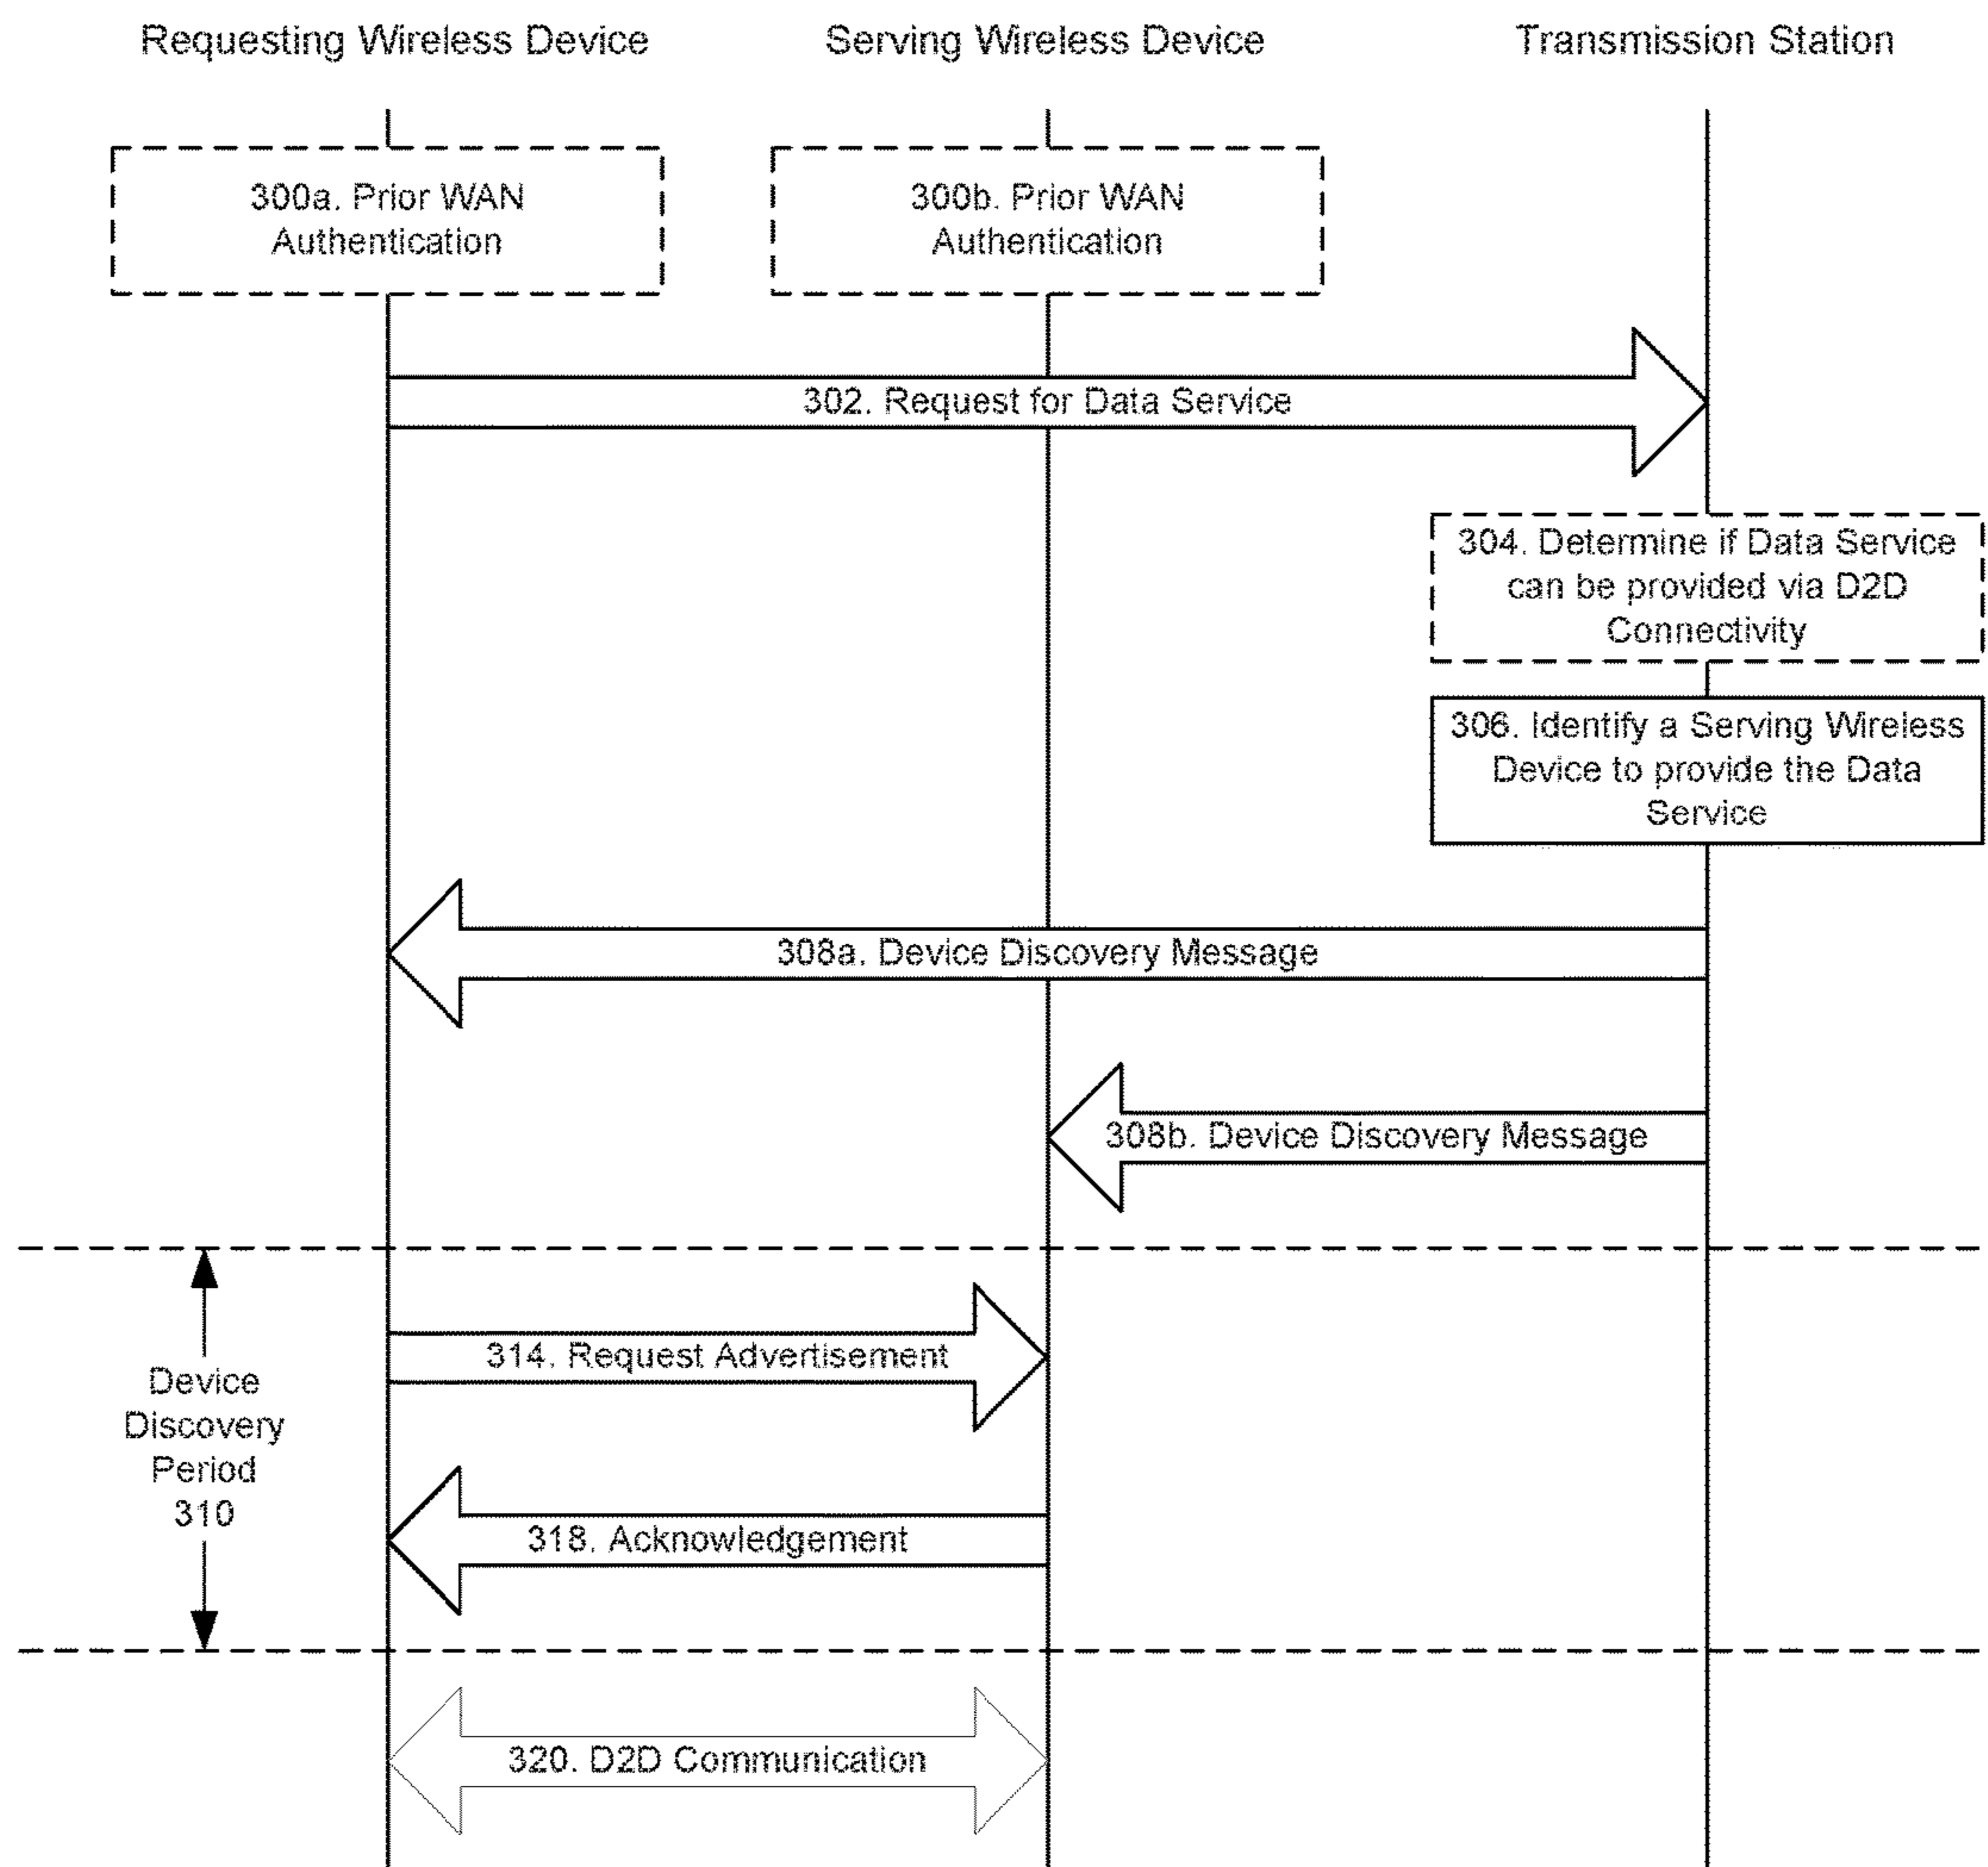 Requesting Wireless Device
Serving Wireless Device
Transmission Station
300a. Prior WAN
Authentication
300b. Prior WAN
Authentication
302. Request for Data Service
304. Determine if Data Service
can be provided via D2D
Connectivity
306. Identify a Serving Wireless
Device to provide the Data
Service
308a. Device Discovery Message
308b. Device Discovery Message
314. Request Advertisement
Device
Discovery
Period
310
318. Acknowledgement
320. D2D Communication